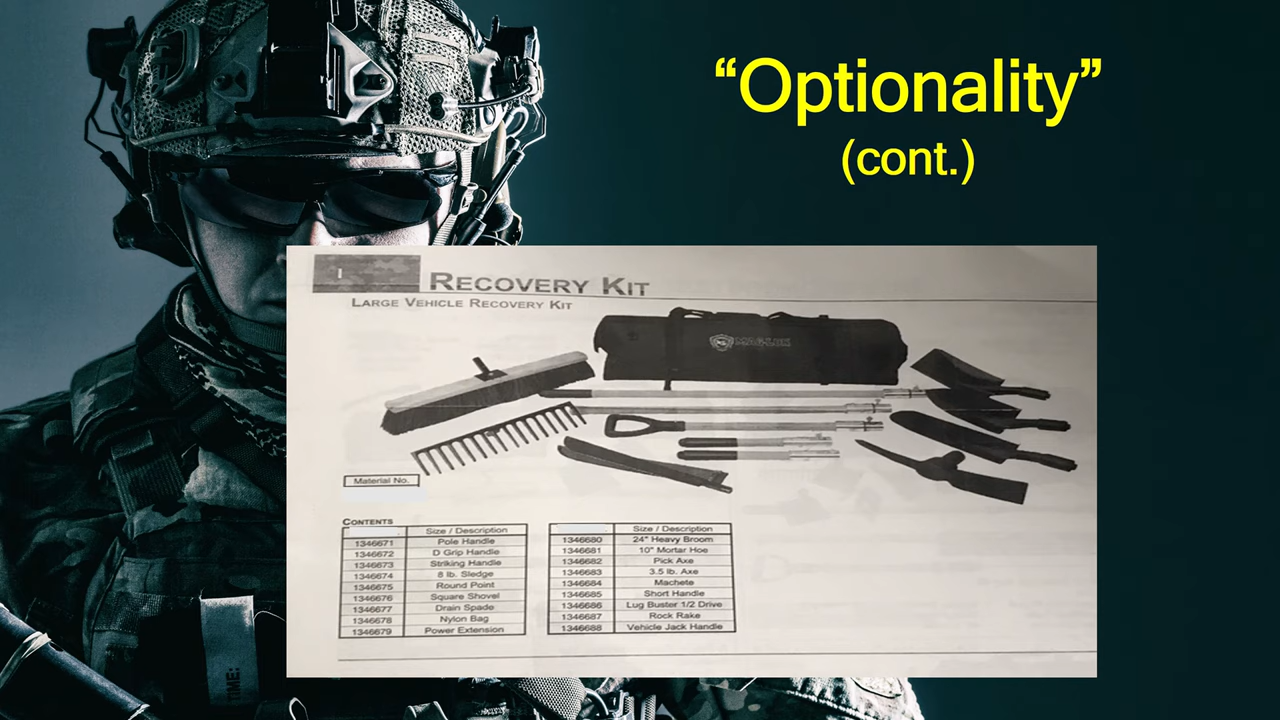 “Optionality”
(cont.)
I
RECOVERY KIT
LARGE VEHICLE RECOVERY KIT
MAG-LOK
Material No.
CONTENTS
Size / Description
1346671 Pole Handle
1346672 D Grip Handle
1346673 Striking Handle
1346674 8 lb. Sledge
1346675 Round Point
1346676 Square Shovel
1346677 Drain Spade
1346678 Nylon Bag
1346679 Power Extension
Size / Description
1346680 24" Heavy Broom
1346681 10" Mortar Hoe
1346682 Pick Axe
1346683 3.5 lb. Axe
1346684 Machete
1346685 Short Handle
1346686 Lug Buster 1/2 Drive
1346687 Rock Rake
1346688 Vehicle Jack Handle